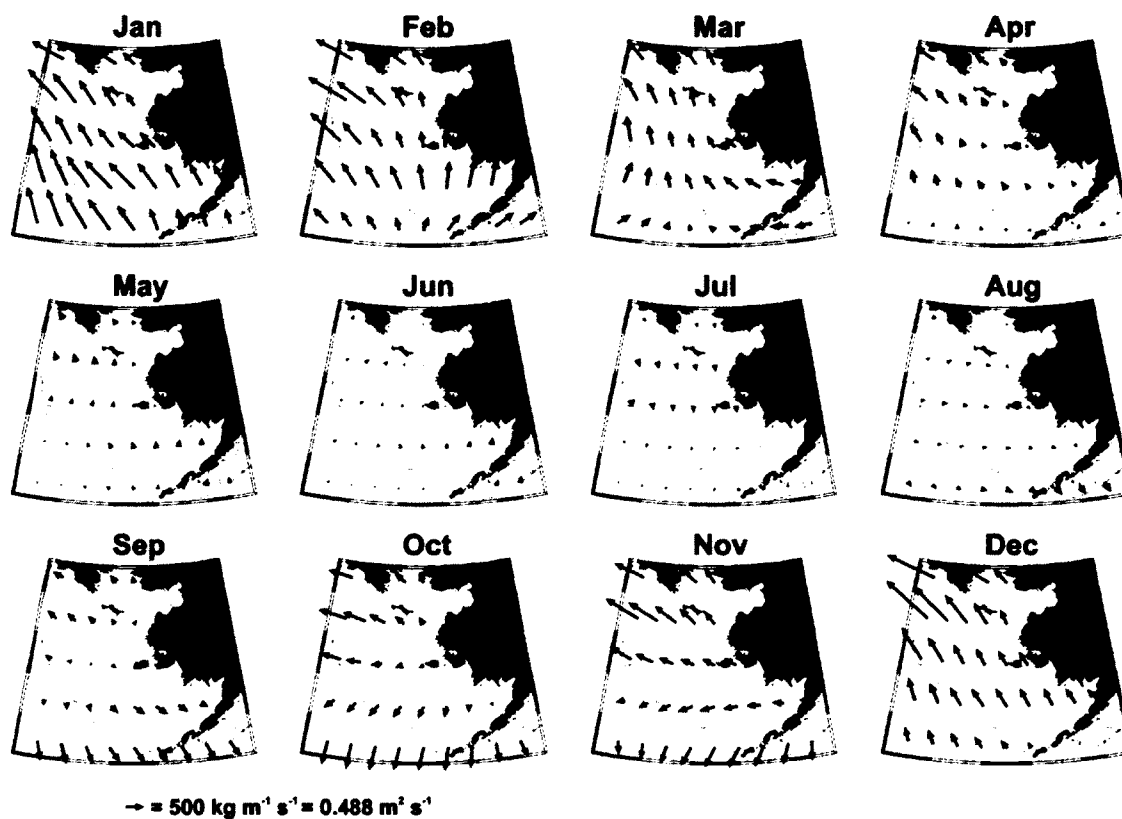 Jan Feb Mar Apr
May Jun Jul Aug
Sep Oct Nov Dec
→ = 500 kg m⁻¹ s⁻¹ = 0.488 m² s⁻¹